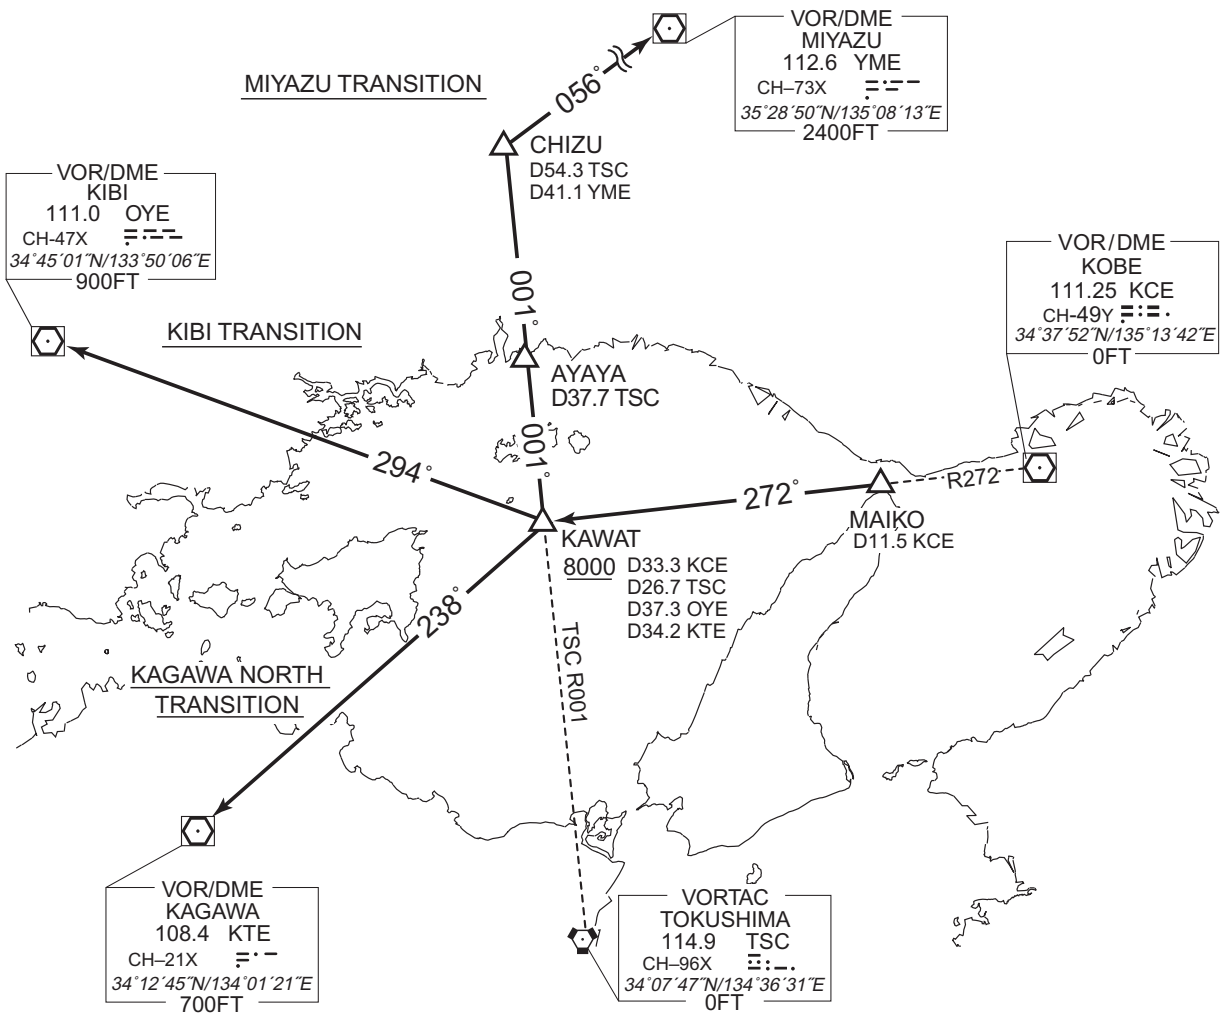 VOR/DME
MIYAZU
112.6 YME
CH–73X
35°28´50˝N/135°08´13˝E
2400FT
MIYAZU TRANSITION
056°
CHIZU
D54.3 TSC
D41.1 YME
VOR/DME
KIBI
111.0 OYE
CH-47X
34°45´01˝N/133°50´06˝E
900FT
VOR/DME
KOBE
111.25 KCE
CH-49Y
34°37´52˝N/135°13´42˝E
0FT
001°
KIBI TRANSITION
AYAYA
D37.7 TSC
001°
294°
272°
R272
MAIKO
D11.5 KCE
KAWAT
8000
D33.3 KCE
D26.7 TSC
D37.3 OYE
D34.2 KTE
238°
TSC R001
KAGAWA NORTH
TRANSITION
VOR/DME
KAGAWA
108.4 KTE
CH–21X
34°12´45˝N/134°01´21˝E
700FT
VORTAC
TOKUSHIMA
114.9 TSC
CH–96X
34°07´47˝N/134°36´31˝E
0FT